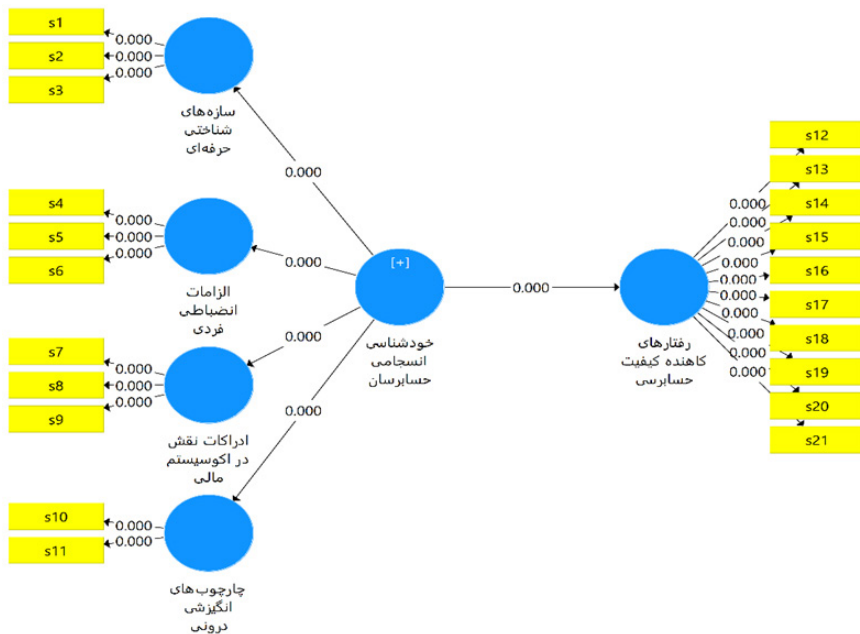 s1
0.000
s2
0.000
s3
0.000
سازه‌های
شناختی
حرفه‌ای
0.000
s4
0.000
s5
0.000
s6
0.000
الزامات
انضباطی
فردی
0.000
s7
0.000
s8
0.000
s9
0.000
ادراکات نقش
در اکوسیستم
مالی
0.000
s10
0.000
s11
0.000
چارچوب‌های
انگیزشی
درونی
0.000
[+]
خودشناسی
انسجامی
حسابرسان
0.000
رفتارهای
کاهنده کیفیت
حسابرسی
0.000
0.000
0.000
0.000
0.000
0.000
0.000
0.000
0.000
0.000
s12
s13
s14
s15
s16
s17
s18
s19
s20
s21